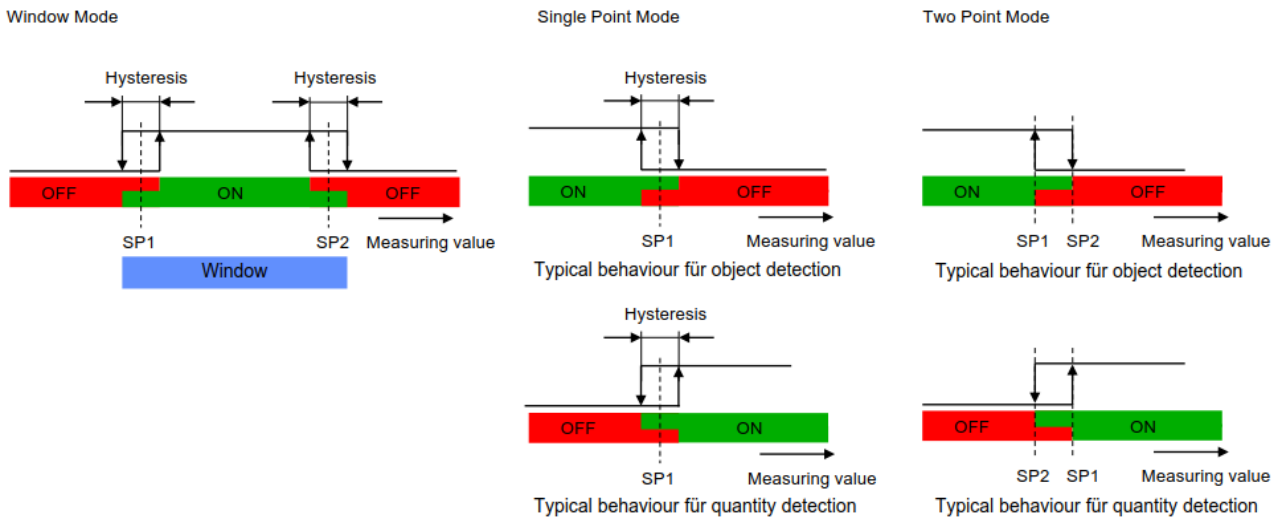 Window Mode
Single Point Mode
Two Point Mode
Hysteresis
Hysteresis
Hysteresis
OFF
ON
OFF
ON
OFF
ON
OFF
SP1
SP2
Measuring value
SP1
Measuring value
SP1
SP2
Measuring value
Window
Typical behaviour für object detection
Typical behaviour für object detection
Hysteresis
OFF
ON
OFF
ON
SP1
Measuring value
SP2
SP1
Measuring value
Typical behaviour für quantity detection
Typical behaviour für quantity detection